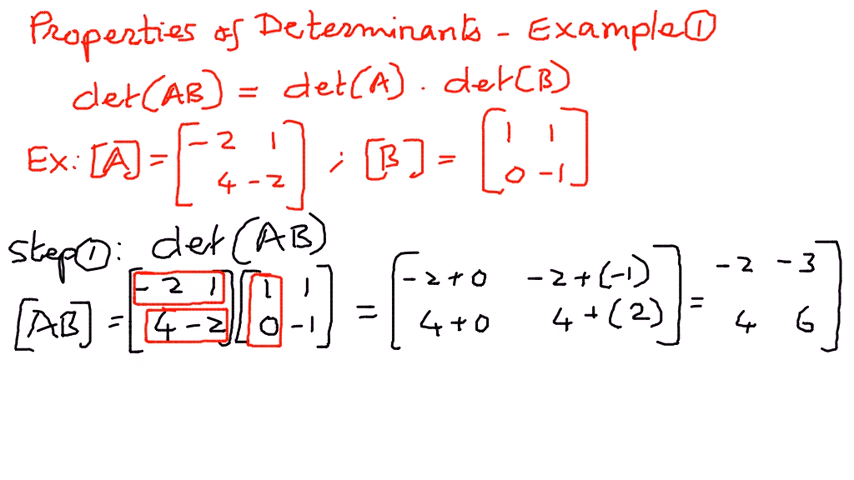 Properties of Determinants - Example ①
det(AB) = det(A) . det(B)
Ex: [A] = [-2 1; 4 -2] ; [B] = [1 1; 0 -1]
Step ①: det(AB)
[AB] = [-2 1; 4 -2] [1 1; 0 -1] = [-2+0 -2+(-1); 4+0 4+(2)] = [-2 -3; 4 6]